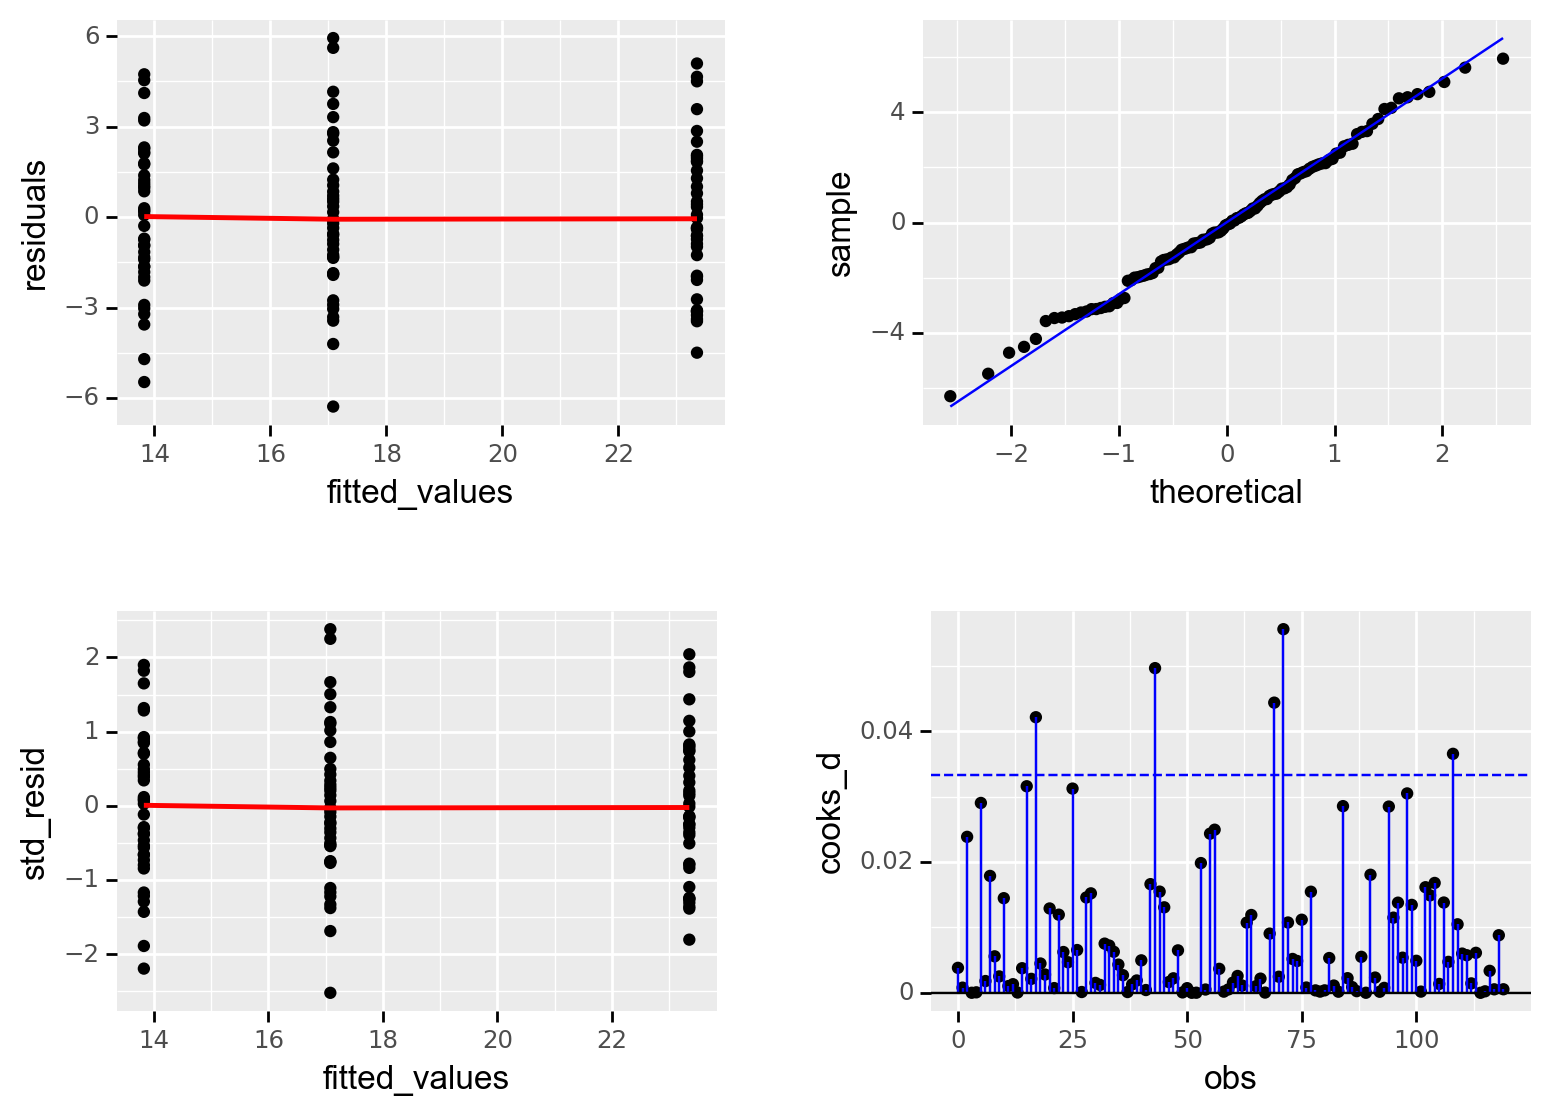 6
3
0
−3
−6
residuals
14 16 18 20 22
fitted_values
4
0
−4
sample
−2 −1 0 1 2
theoretical
2
1
0
−1
−2
std_resid
14 16 18 20 22
fitted_values
0.04
0.02
0
cooks_d
0 25 50 75 100
obs